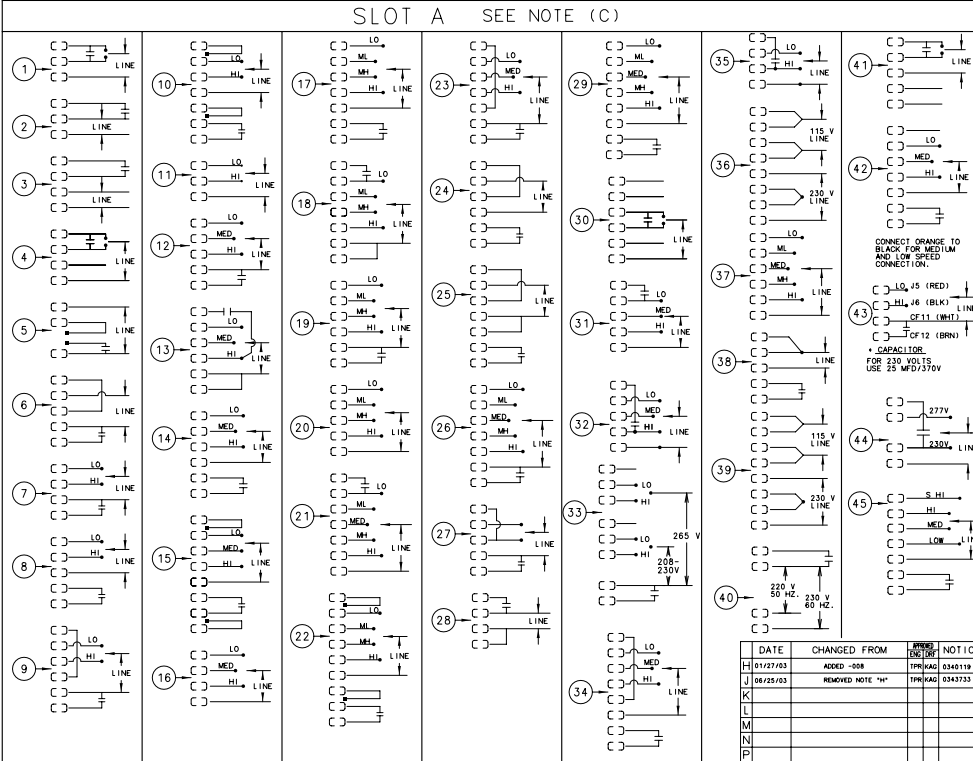 SLOT A SEE NOTE (C)
1
LINE
2
LINE
3
LINE
4
LINE
5
LINE
6
LINE
7
LO
HI
LINE
8
LO
HI
LINE
9
LO
HI
LINE
10
LO
HI
LINE
11
LO
HI
LINE
12
LO
MED
HI
LINE
13
LO
MED
HI
LINE
14
LO
MED
HI
LINE
15
LO
MED
HI
LINE
16
LO
MED
HI
LINE
17
LO
ML
MH
HI
LINE
18
LO
ML
MH
HI
LINE
19
LO
ML
MH
HI
LINE
20
LO
ML
MED
MH
HI
LINE
21
LO
ML
MED
MH
HI
LINE
22
LO
ML
MH
HI
LINE
23
LO
MED
HI
LINE
24
LINE
25
LINE
26
LO
ML
MED
MH
HI
LINE
27
LINE
28
LINE
29
LO
ML
MED
MH
HI
LINE
30
LINE
31
LO
MED
HI
LINE
32
LO
MED
HI
LINE
33
LO
HI
LO
HI
265 V
208-
230V
34
LO
MED
HI
LINE
35
LO
HI
LINE
36
115 V
LINE
230 V
LINE
37
LO
ML
MED
MH
HI
LINE
38
LINE
39
115 V
LINE
230 V
LINE
40
220 V
50 HZ.
230 V
60 HZ.
41
LINE
42
LO
MED
HI
LINE
CONNECT ORANGE TO
BLACK FOR MEDIUM
AND LOW SPEED
CONNECTION.
43
LO J5 (RED)
HI J6 (BLK)
LINE
CF11 (WHT)
CF12 (BRN)
* CAPACITOR
FOR 230 VOLTS
USE 25 MFD/370V
44
277V
230V
LIN
45
S HI
HI
MED
LOW
LIN
DATE CHANGED FROM APPROVED ENG DRF NOTIC
H 01/27/03 ADDED -008 TPR KAG 0340119
J 06/25/03 REMOVED NOTE "H" TPR KAG 0343733
K
L
M
N
P